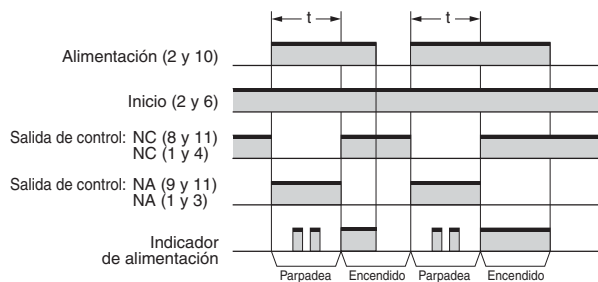 t
t
Alimentación (2 y 10)
Inicio (2 y 6)
Salida de control: NC (8 y 11)
NC (1 y 4)
Salida de control: NA (9 y 11)
NA (1 y 3)
Indicador
de alimentación
Parpadea
Encendido
Parpadea
Encendido